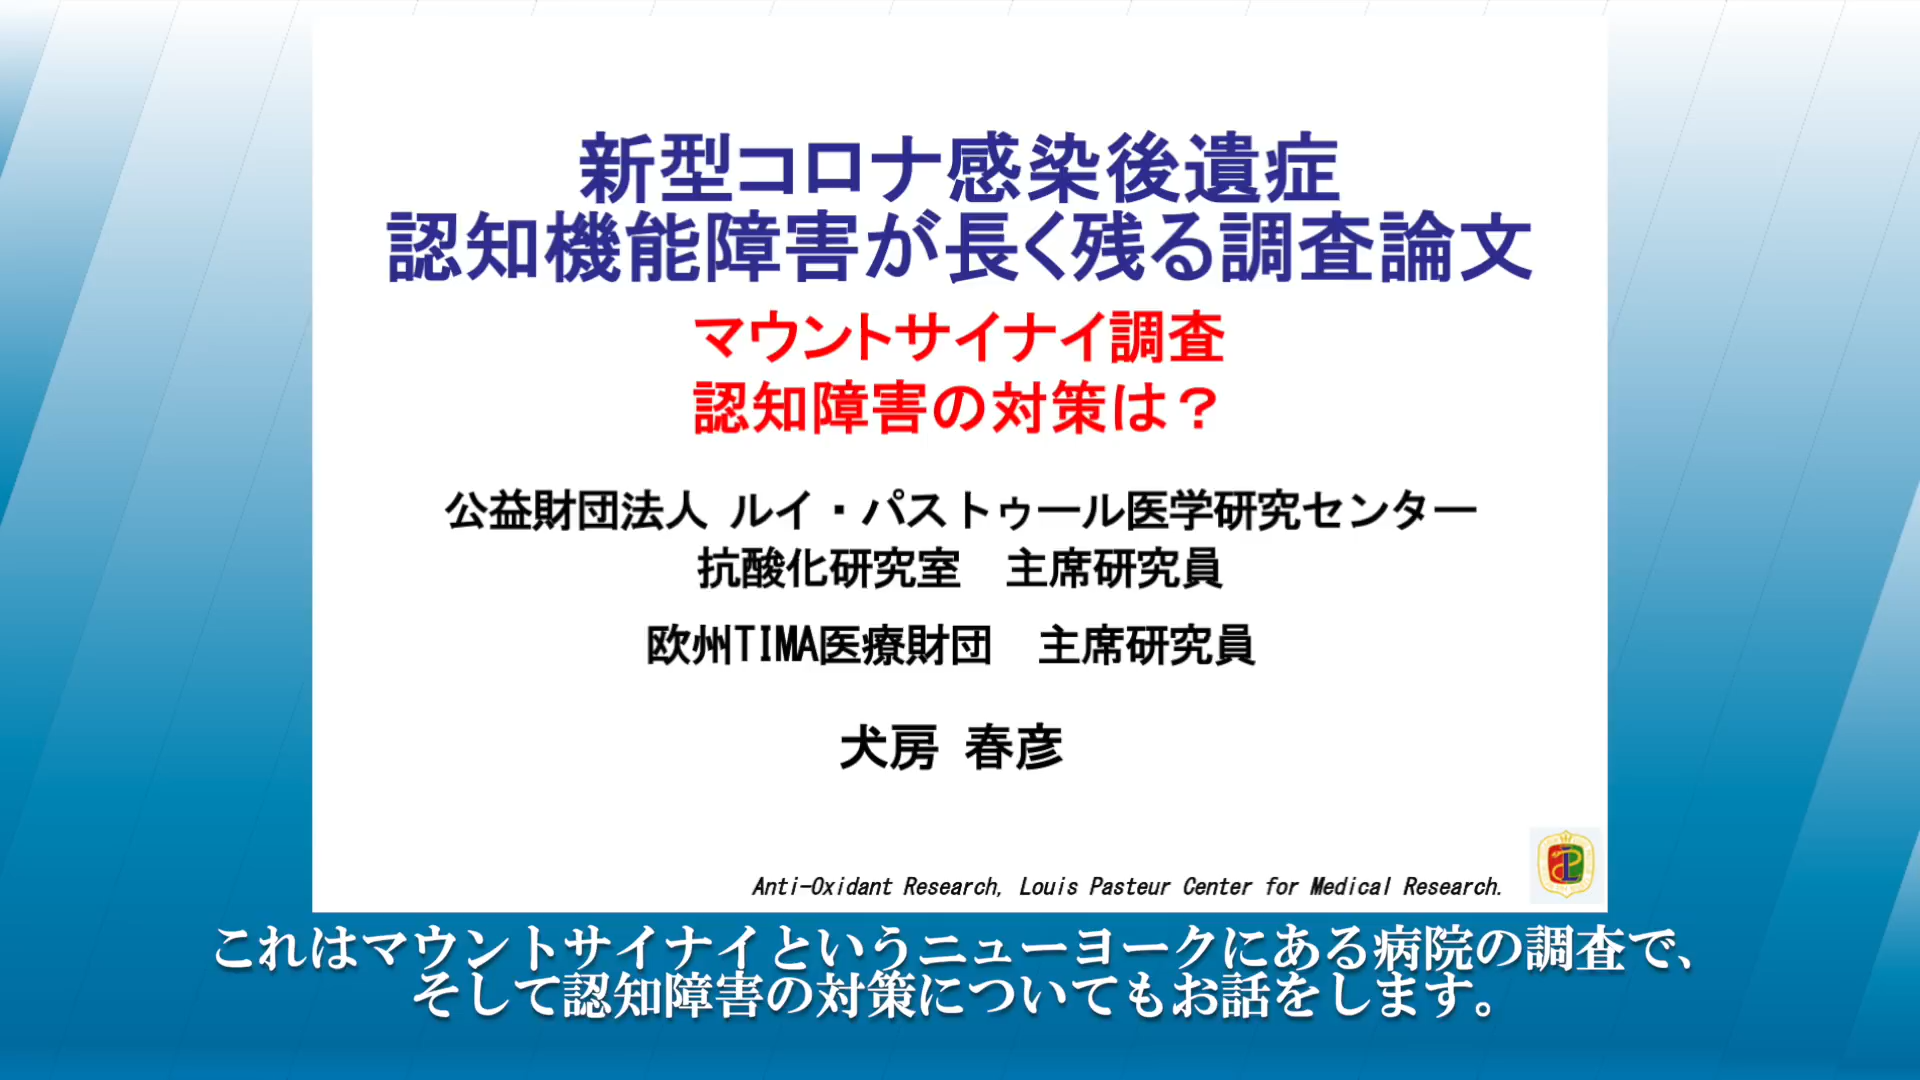 新型コロナ感染後遺症
認知機能障害が長く残る調査論文
マウントサイナイ調査
認知障害の対策は？
公益財団法人 ルイ・パストゥール医学研究センター
抗酸化研究室　主席研究員
欧州TIMA医療財団　主席研究員
犬房 春彦
Anti-Oxidant Research, Louis Pasteur Center for Medical Research.
これはマウントサイナイというニューヨークにある病院の調査で、
そして認知障害の対策についてもお話をします。